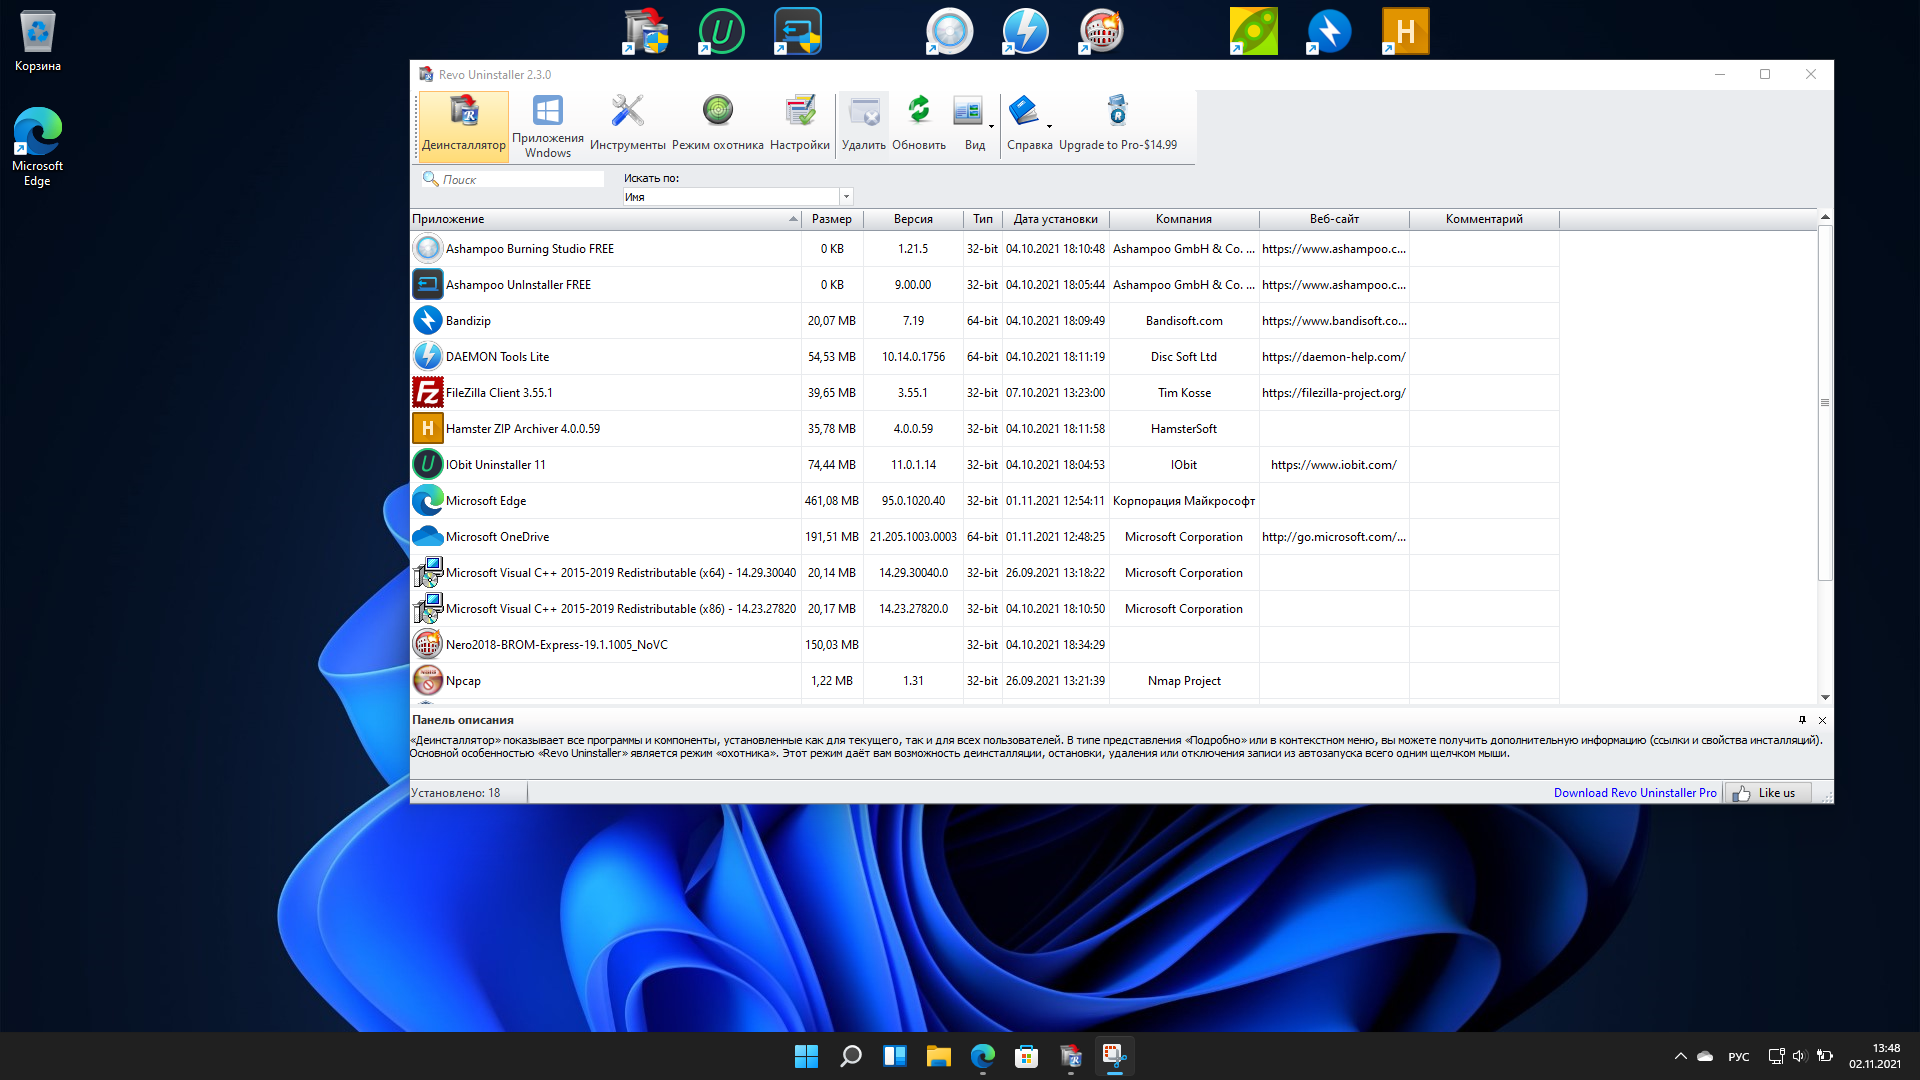 Корзина
Microsoft
Edge
Revo Uninstaller 2.3.0
Деинсталлятор
Приложения
Wndows
Инструменты
Режим охотника
Настройки
Удалить
Обновить
Вид
Справка
Upgrade to Pro-$14.99
Поиск
Искать по:
Имя
Приложение Размер Версия Тип Дата установки Компания Веб-сайт Комментарий
Ashampoo Burning Studio FREE 0 KB 1.21.5 32-bit 04.10.2021 18:10:48 Ashampoo GmbH & Co. ... https://www.ashampoo.c...
Ashampoo UnInstaller FREE 0 KB 9.00.00 32-bit 04.10.2021 18:05:44 Ashampoo GmbH & Co. ... https://www.ashampoo.c...
Bandizip 20,07 MB 7.19 64-bit 04.10.2021 18:09:49 Bandisoft.com https://www.bandisoft.co...
DAEMON Tools Lite 54,53 MB 10.14.0.1756 64-bit 04.10.2021 18:11:19 Disc Soft Ltd https://daemon-help.com/
FileZilla Client 3.55.1 39,65 MB 3.55.1 32-bit 07.10.2021 13:23:00 Tim Kosse https://filezilla-project.org/
Hamster ZIP Archiver 4.0.0.59 35,78 MB 4.0.0.59 32-bit 04.10.2021 18:11:58 HamsterSoft
IObit Uninstaller 11 74,44 MB 11.0.1.14 32-bit 04.10.2021 18:04:53 IObit https://www.iobit.com/
Microsoft Edge 461,08 MB 95.0.1020.40 32-bit 01.11.2021 12:54:11 Корпорация Майкрософт
Microsoft OneDrive 191,51 MB 21.205.1003.0003 64-bit 01.11.2021 12:48:25 Microsoft Corporation http://go.microsoft.com/...
Microsoft Visual C++ 2015-2019 Redistributable (x64) - 14.29.30040 20,14 MB 14.29.30040.0 32-bit 26.09.2021 13:18:22 Microsoft Corporation
Microsoft Visual C++ 2015-2019 Redistributable (x86) - 14.23.27820 20,17 MB 14.23.27820.0 32-bit 04.10.2021 18:10:50 Microsoft Corporation
Nero2018-BROM-Express-19.1.1005_NoVC 150,03 MB 32-bit 04.10.2021 18:34:29
Npcap 1,22 MB 1.31 32-bit 26.09.2021 13:21:39 Nmap Project
Панель описания
«Деинсталлятор» показывает все программы и компоненты, установленные как для текущего, так и для всех пользователей. В типе представления «Подробно» или в контекстном меню, вы можете получить дополнительную информацию (ссылки и свойства инсталляций).
Основной особенностью «Revo Uninstaller» является режим «охотника». Этот режим даёт вам возможность деинсталляции, остановки, удаления или отключения записи из автозапуска всего одним щелчком мыши.
Установлено: 18
Download Revo Uninstaller Pro
Like us
РУС
13:48
02.11.2021